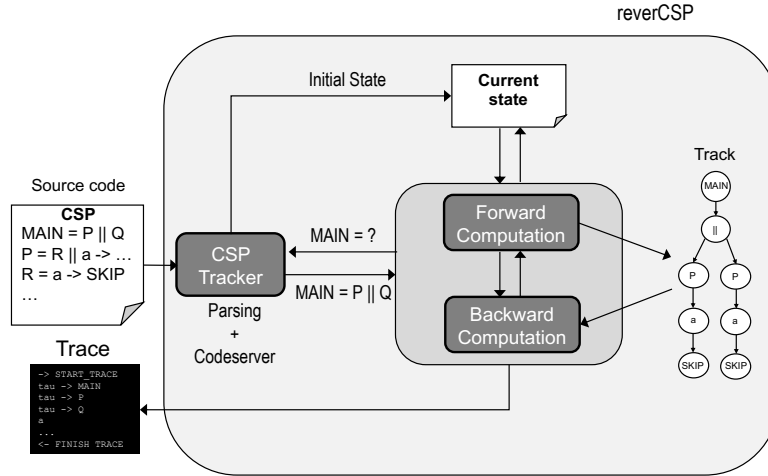 reverCSP
Initial State
Current
state
Source code
CSP
MAIN = P || Q
P = R || a -> ...
R = a -> SKIP
...
CSP
Tracker
Parsing
+
Codeserver
MAIN = ?
MAIN = P || Q
Forward
Computation
Backward
Computation
Track
MAIN
||
P
P
a
a
SKIP
SKIP
Trace
-> START_TRACE
tau -> MAIN
tau -> P
tau -> Q
a
...
<- FINISH TRACE